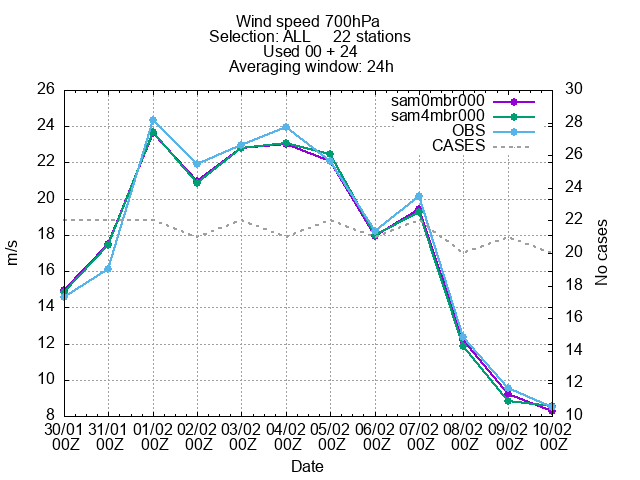 Wind speed 700hPa
Selection: ALL 22 stations
Used 00 + 24
Averaging window: 24h
26
24
22
20
18
16
14
12
10
8
m/s
30
28
26
24
22
20
18
16
14
12
10
No cases
sam0mbr000
sam4mbr000
OBS
CASES
30/01 31/01 01/02 02/02 03/02 04/02 05/02 06/02 07/02 08/02 09/02 10/02
00Z 00Z 00Z 00Z 00Z 00Z 00Z 00Z 00Z 00Z 00Z 00Z
Date